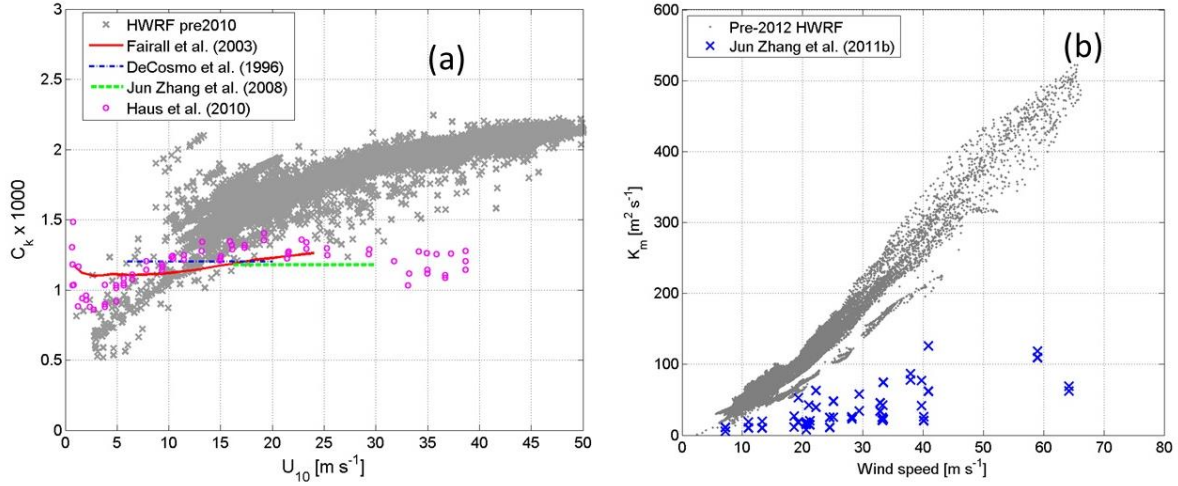 HWRF pre2010
Fairall et al. (2003)
DeCosmo et al. (1996)
Jun Zhang et al. (2008)
Haus et al. (2010)
(a)
3
2.5
2
1.5
1
0.5
0
C_k x 1000
0 5 10 15 20 25 30 35 40 45 50
U_10 [m s^-1]
Pre-2012 HWRF
Jun Zhang et al. (2011b)
(b)
600
500
400
300
200
100
0
K_m [m^2 s^-1]
0 10 20 30 40 50 60 70 80
Wind speed [m s^-1]